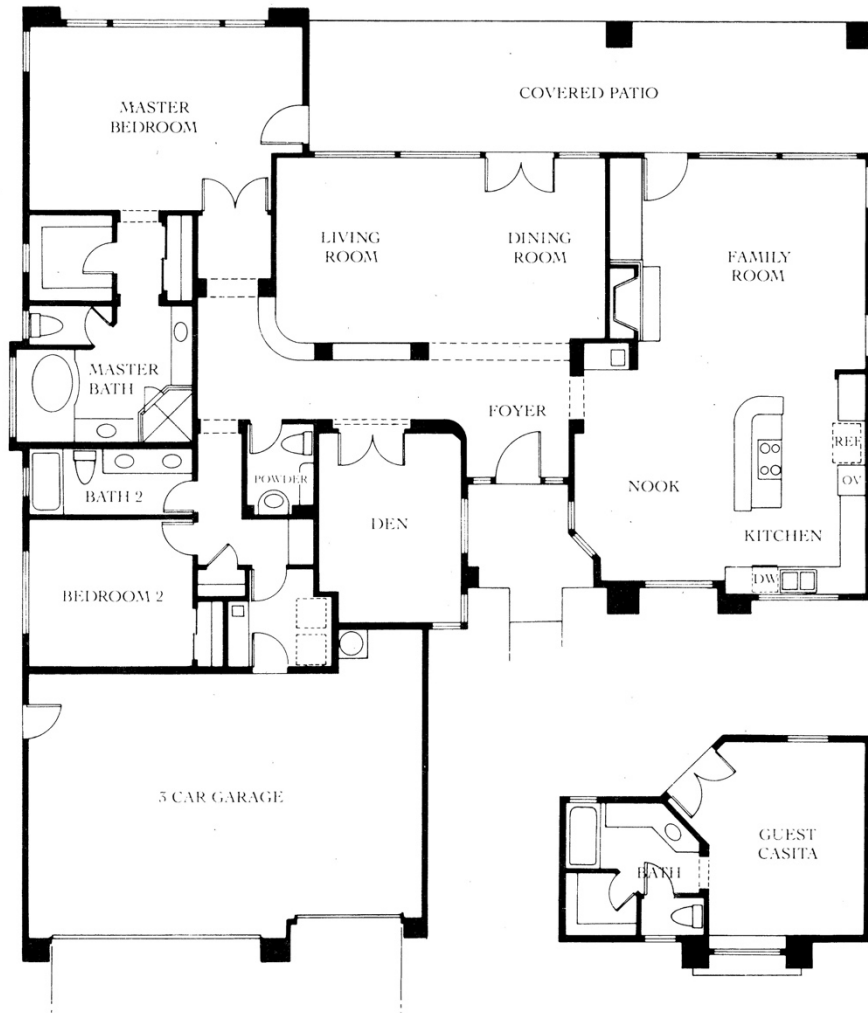 MASTER
BEDROOM
COVERED PATIO
LIVING
ROOM
DINING
ROOM
FAMILY
ROOM
MASTER
BATH
FOYER
REF
OV
POWDER
BATH 2
DEN
NOOK
KITCHEN
DW
BEDROOM 2
3 CAR GARAGE
GUEST
CASITA
BATH